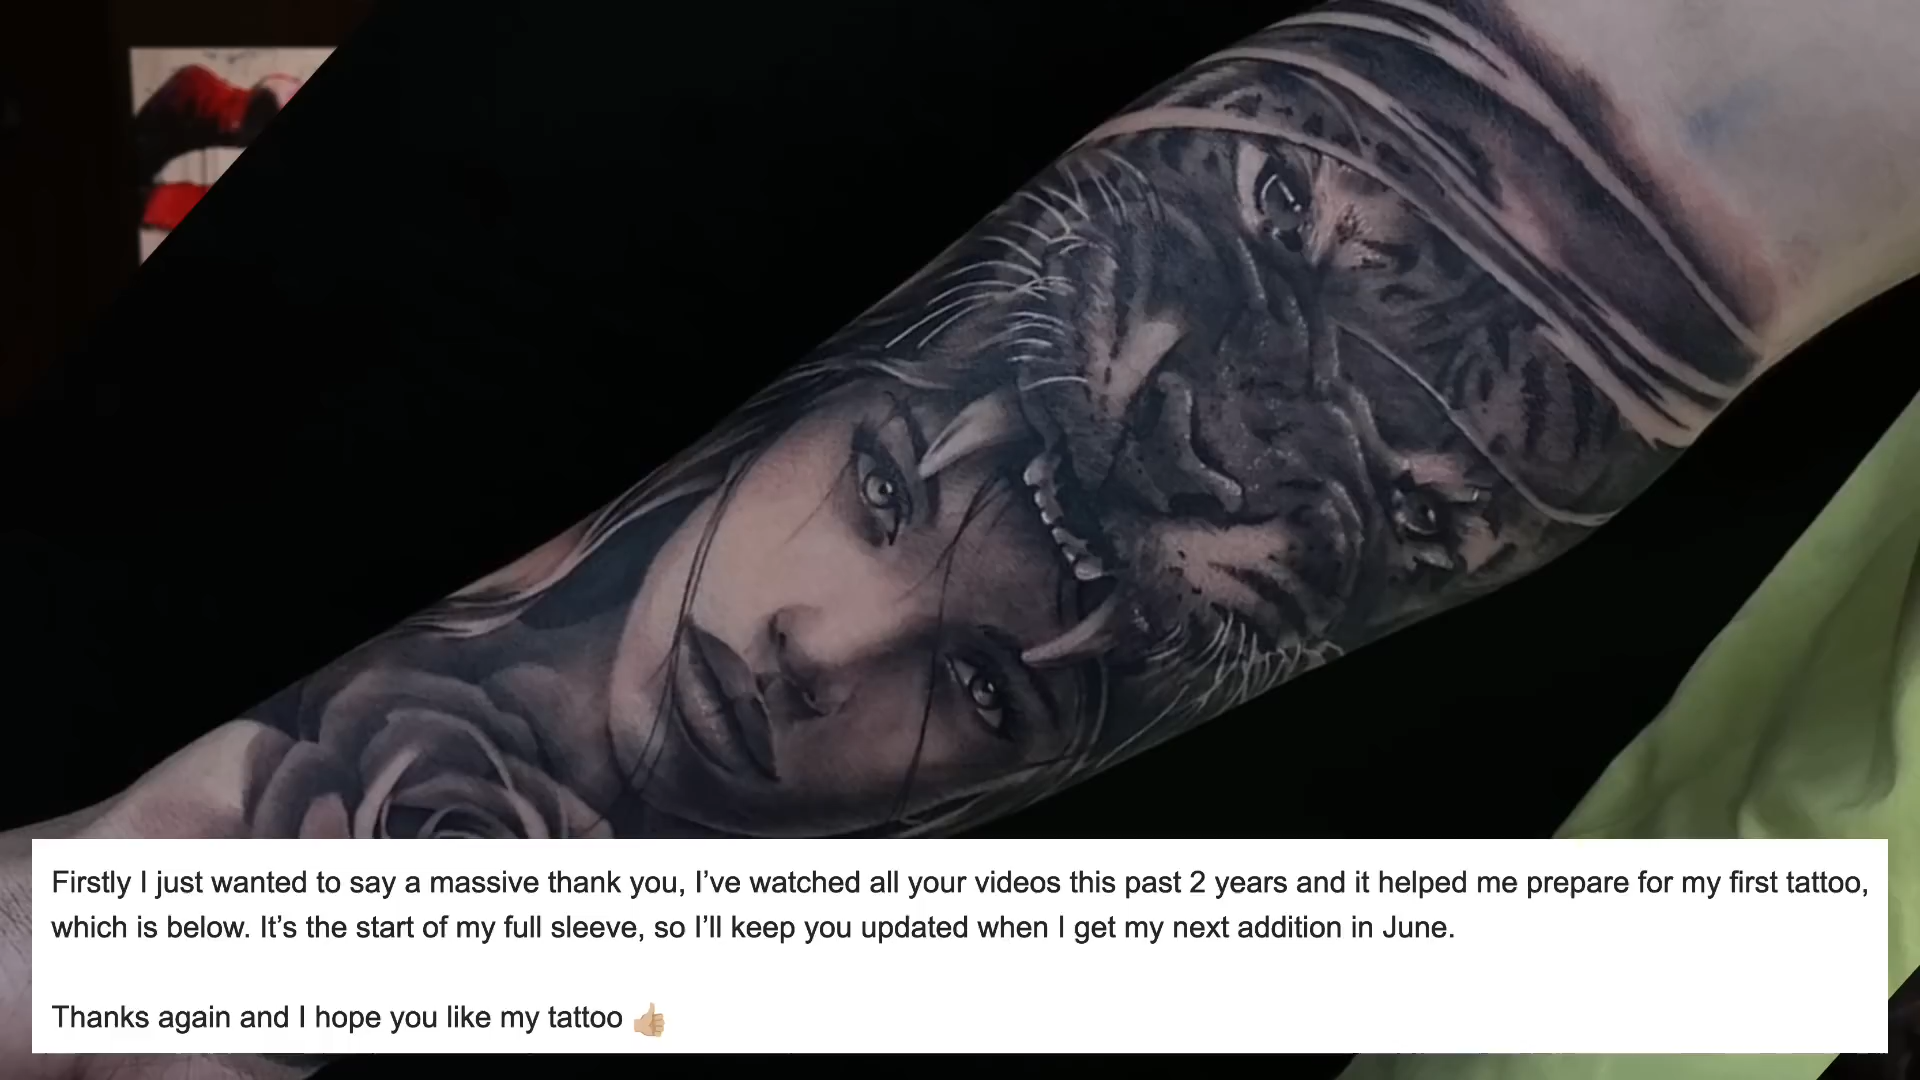 Firstly I just wanted to say a massive thank you, I’ve watched all your videos this past 2 years and it helped me prepare for my first tattoo,
which is below. It’s the start of my full sleeve, so I’ll keep you updated when I get my next addition in June.
Thanks again and I hope you like my tattoo 👍🏼